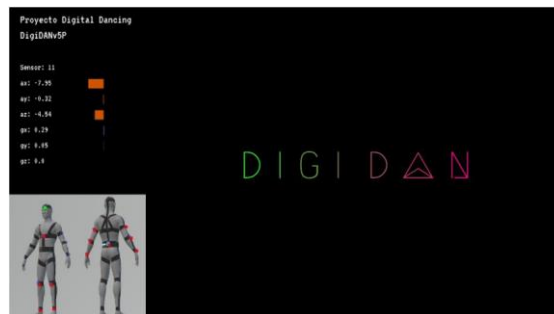 Proyecto Digital Dancing
DigiDANv5P
Sensor: 11
ax: -7.95
ay: -0.32
az: -4.54
gx: 0.29
gy: 0.05
gz: 0.0
DIGI DAN